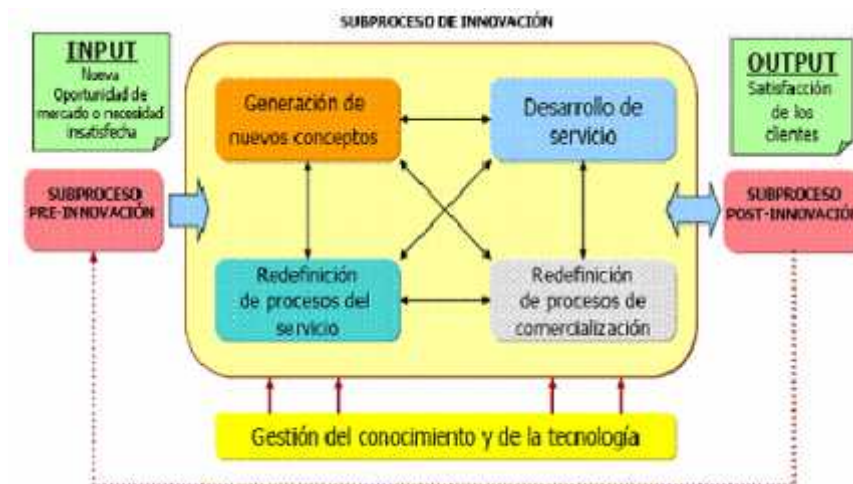 SUBPROCESO DE INNOVACIÓN
INPUT
Nueva
Oportunidad de
mercado o necesidad
insatisfecha
SUBPROCESO
PRE-INNOVACIÓN
Generación de
nuevos conceptos
Desarrollo de
servicio
Redefinición
de procesos del
servicio
Redefinición
de procesos de
comercialización
OUTPUT
Satisfacción
de los
clientes
SUBPROCESO
POST-INNOVACIÓN
Gestión del conocimiento y de la tecnología